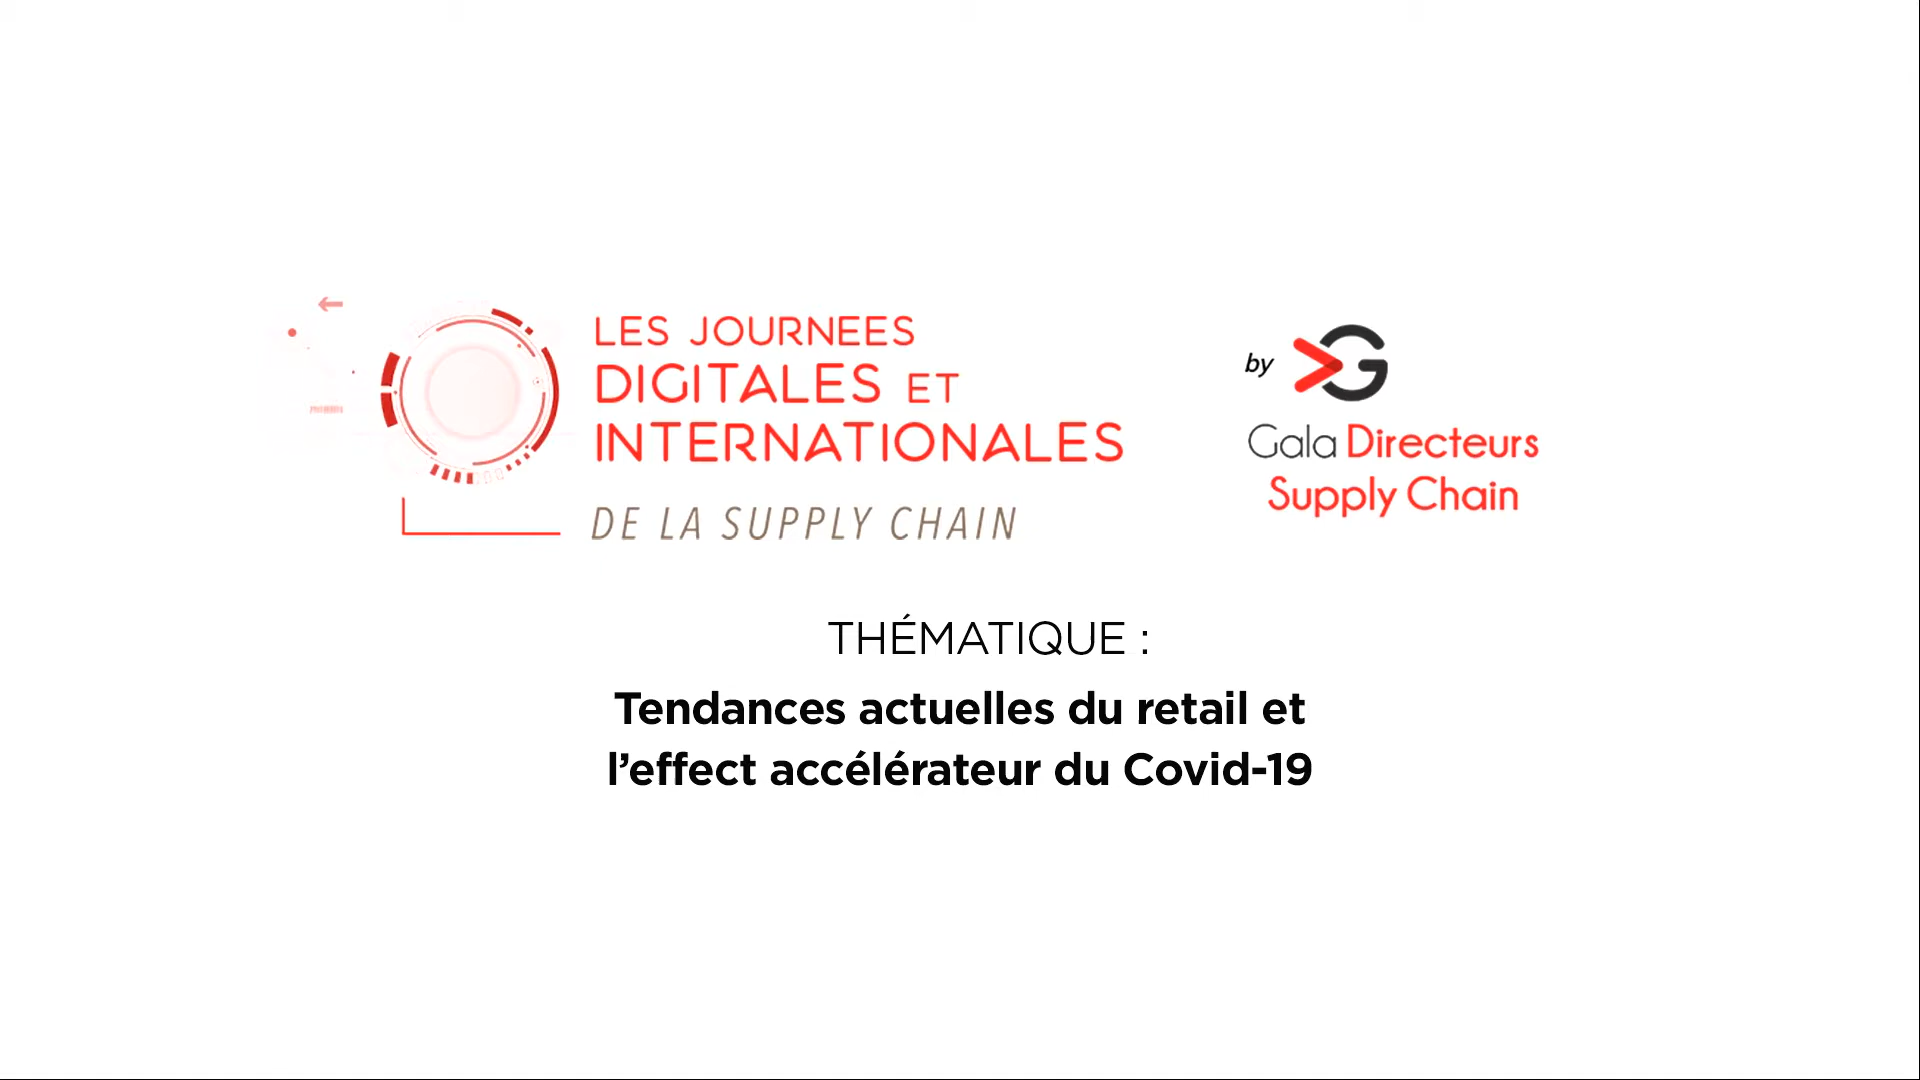 LES JOURNEES
DIGITALES ET
INTERNATIONALES
DE LA SUPPLY CHAIN
by
Gala Directeurs
Supply Chain
THÉMATIQUE :
Tendances actuelles du retail et
l’effect accélérateur du Covid-19